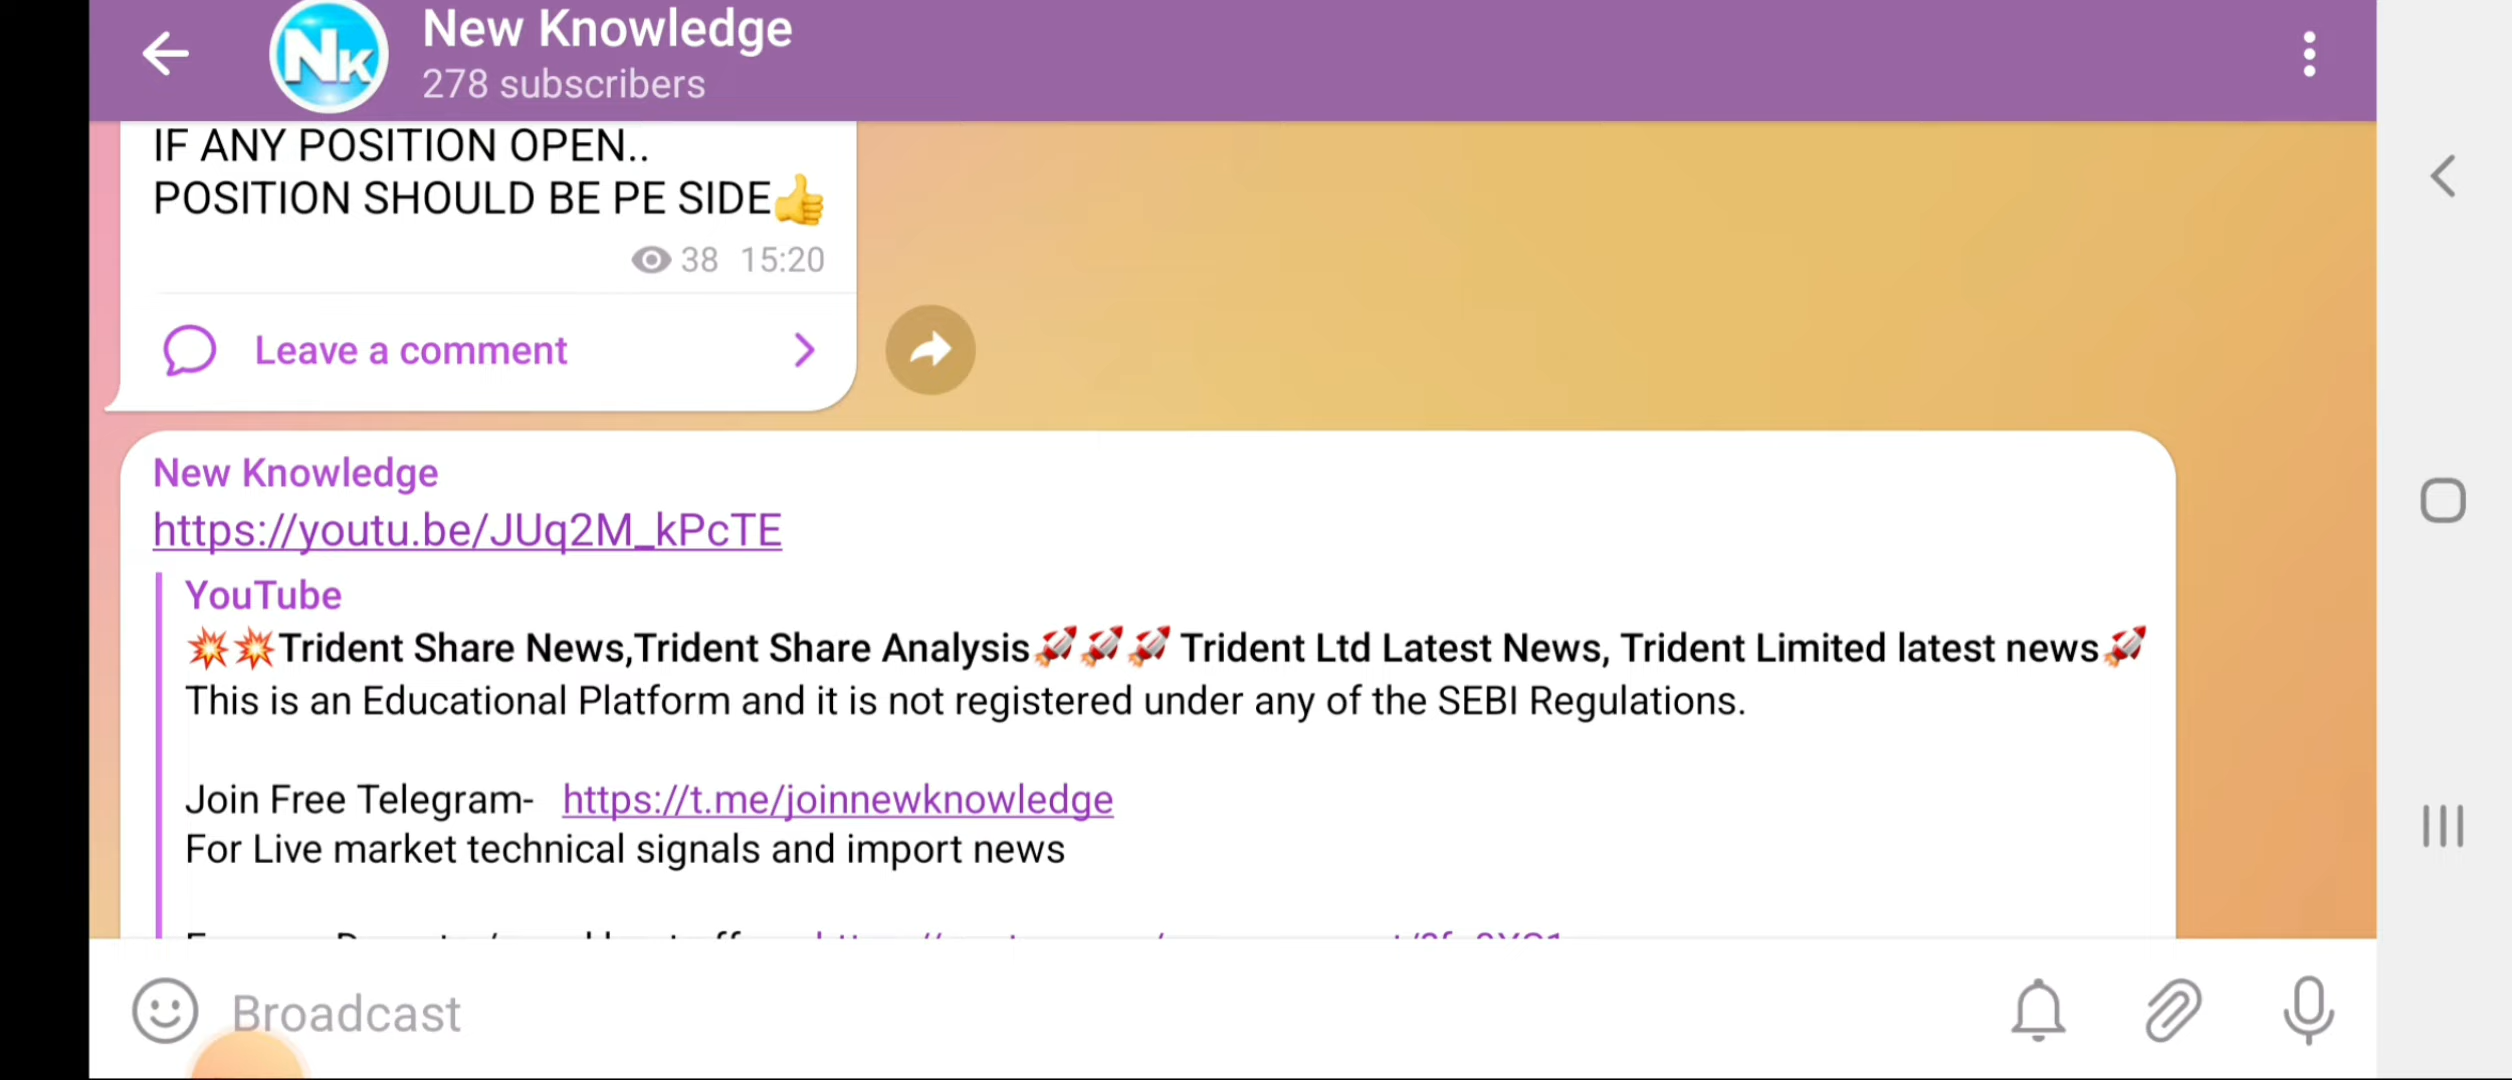 New Knowledge
278 subscribers
IF ANY POSITION OPEN..
POSITION SHOULD BE PE SIDE👍
38 15:20
Leave a comment
New Knowledge
https://youtu.be/JUq2M_kPcTE
YouTube
💥💥Trident Share News,Trident Share Analysis🚀🚀🚀 Trident Ltd Latest News, Trident Limited latest news🚀
This is an Educational Platform and it is not registered under any of the SEBI Regulations.
Join Free Telegram- https://t.me/joinnewknowledge
For Live market technical signals and import news
Broadcast